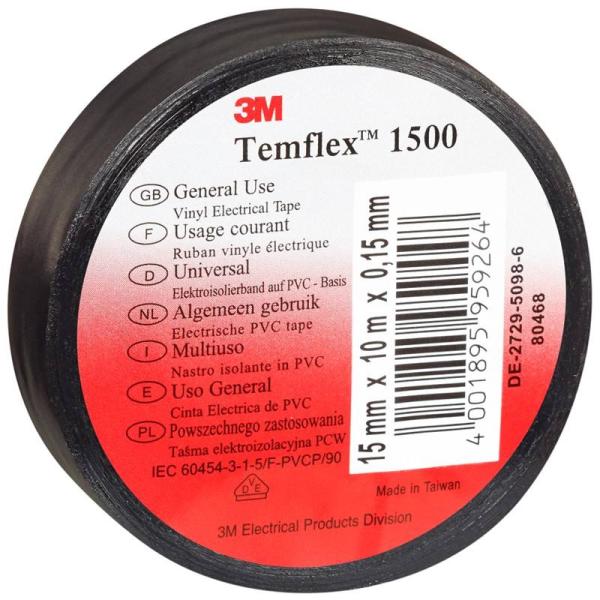 3M
Temflex™ 1500
GB General Use
Vinyl Electrical Tape
F Usage courant
Ruban vinyle électrique
D Universal
Elektroisolierband auf PVC - Basis
NL Algemeen gebruik
Electrische PVC tape
I Multiuso
Nastro isolante in PVC
E Uso General
Cinta Electrica de PVC
PL Powszechnego zastosowania
Taśma elektroizolacyjna PCW
IEC 60454-3-1-5/F-PVCP/90
DVE
3M Electrical Products Division
Made in Taiwan
15 mm x 10 m x 0,15 mm
4 001895 959264
DE-2729-5098-6
80468